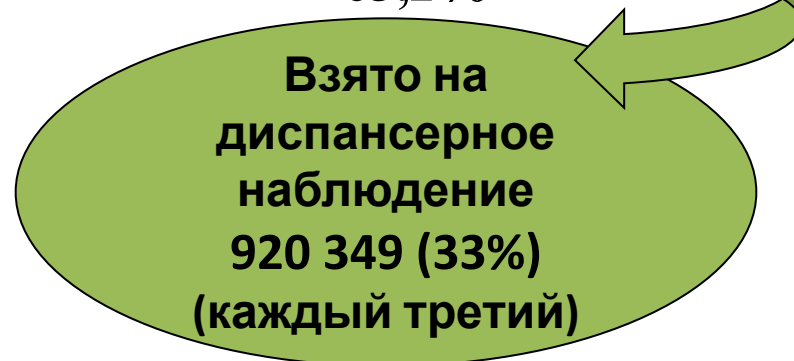 Взято на
диспансерное
наблюдение
920 349 (33%)
(каждый третий)